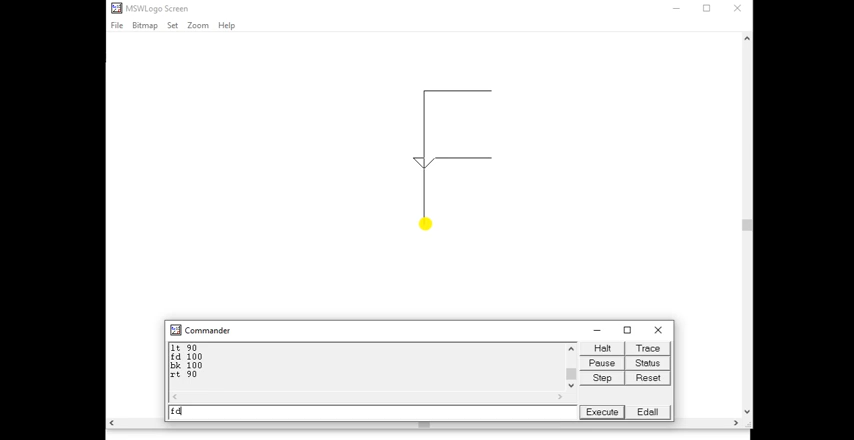 MSWLogo Screen
File Bitmap Set Zoom Help
Commander
lt 90
fd 100
bk 100
rt 90
fd
Halt Trace
Pause Status
Step Reset
Execute Edall